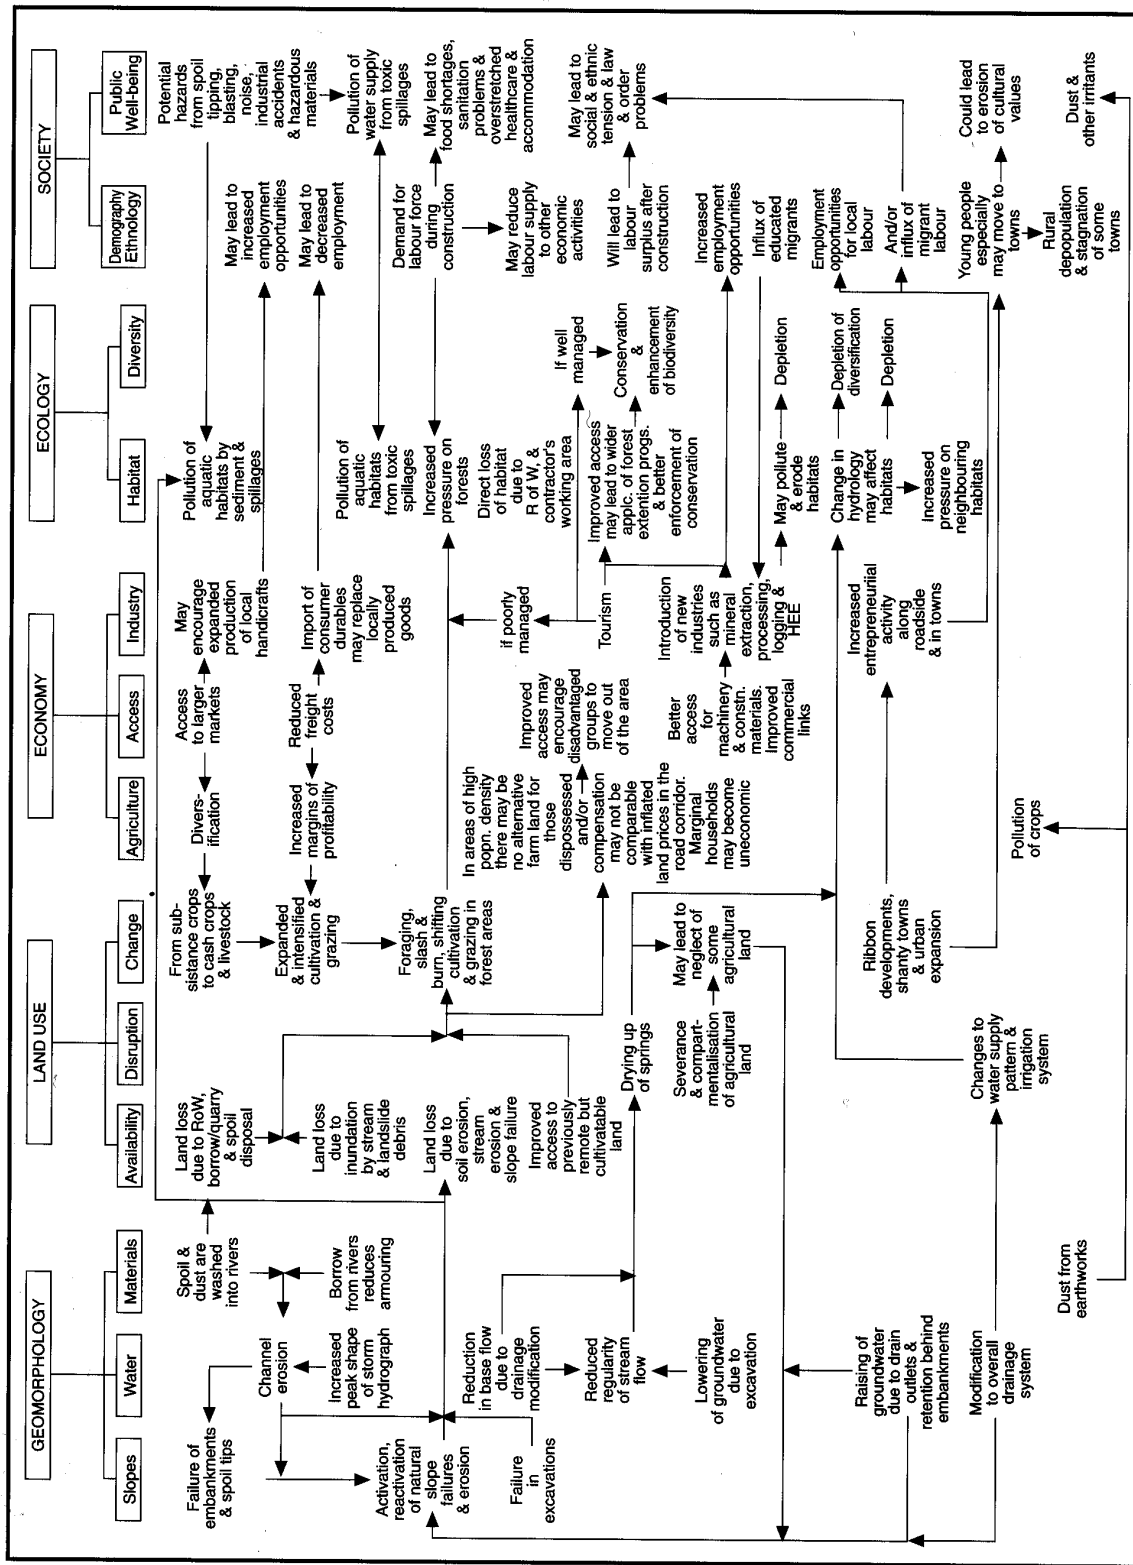 GEOMORPHOLOGY
LAND USE
ECONOMY
ECOLOGY
SOCIETY
Slopes
Water
Materials
Availability
Disruption
Change
Agriculture
Access
Industry
Habitat
Diversity
Demography
Ethnology
Public
Well-being
Failure of
embankments
& spoil tips
Activation,
reactivation
of natural
slope
failures
& erosion
Failure
in
excavations
Channel
erosion
Increased
peak shape
of storm
hydrograph
Reduction
in base flow
due to
drainage
modification
Reduced
regularity
of stream
flow
Lowering
of groundwater
due to
excavation
Raising of
groundwater
due to drain
outlets &
retention behind
embankments
Modification
to overall
drainage
system
Spoil &
dust are
washed
into rivers
Borrow
from rivers
reduces
armouring
Dust from
earthworks
Land loss
due to RoW,
borrow/quarry
& spoil
disposal
Land loss
due to
inundation
by stream
& landslide
debris
Land loss
due to
soil erosion,
stream
erosion &
slope failure
Improved
access to
previously
remote but
cultivatable
land
Drying up
of springs
Severance
& compart-
mentalisation
of agricultural
land
Changes to
water supply
pattern &
irrigation
system
From sub-
sistance crops
to cash crops
& livestock
Expanded
& intensified
cultivation &
grazing
Foraging,
slash &
burn, shifting
cultivation
& grazing in
forest areas
May lead to
neglect of
some
agricultural
land
Ribbon
developments,
shanty towns
& urban
expansion
Divers-
ification
Increased
margins of
profitability
In areas of high
popn. density
there may be
no alternative
farm land for
those
dispossessed
and/or
compensation
may not be
comparable
with inflated
land prices in the
road corridor.
Marginal
households
may become
uneconomic
Pollution
of crops
Access
to larger
markets
Reduced
freight
costs
Improved
access may
encourage
disadvantaged
groups to
move out
of the area
Better
access
for
machinery
& constrn.
materials.
Improved
commercial
links
May
encourage
expanded
production
of local
handicrafts
Import of
consumer
durables
may replace
locally
produced
goods
if poorly
managed
Tourism
Introduction
of new
industries
such as
mineral
extraction,
processing,
logging &
HEE
Increased
entrepreneurial
activity
along
roadside
& in towns
Pollution of
aquatic
habitats by
sediment &
spillages
Pollution of
aquatic
habitats
from toxic
spillages
Increased
pressure on
forests
Direct loss
of habitat
due to
R of W, &
contractor's
working area
Improved access
may lead to wider
applic. of forest
extention progs.
& better
enforcement of
conservation
May pollute
& erode
habitats
Change in
hydrology
may affect
habitats
Increased
pressure on
neighbouring
habitats
If well
managed
Conservation
&
enhancement
of biodiversity
Depletion
Depletion of
diversification
Depletion
May lead to
increased
employment
opportunities
May lead to
decreased
employment
Demand for
labour force
during
construction
May reduce
labour supply
to other
economic
activities
Will lead to
labour
surplus after
construction
Increased
employment
opportunities
Influx of
educated
migrants
Employment
opportunities
for local
labour
And/or
influx of
migrant
labour
Young people
especially
may move to
towns
Rural
depopulation
& stagnation
of some
towns
Potential
hazards
from spoil
tipping,
blasting,
noise,
industrial
accidents
& hazardous
materials
Pollution of
water supply
from toxic
spillages
May lead to
food shortages,
sanitation
problems &
overstretched
healthcare &
accommodation
May lead to
social & ethnic
tension & law
& order
problems
Could lead
to erosion
of cultural
values
Dust &
other irritants